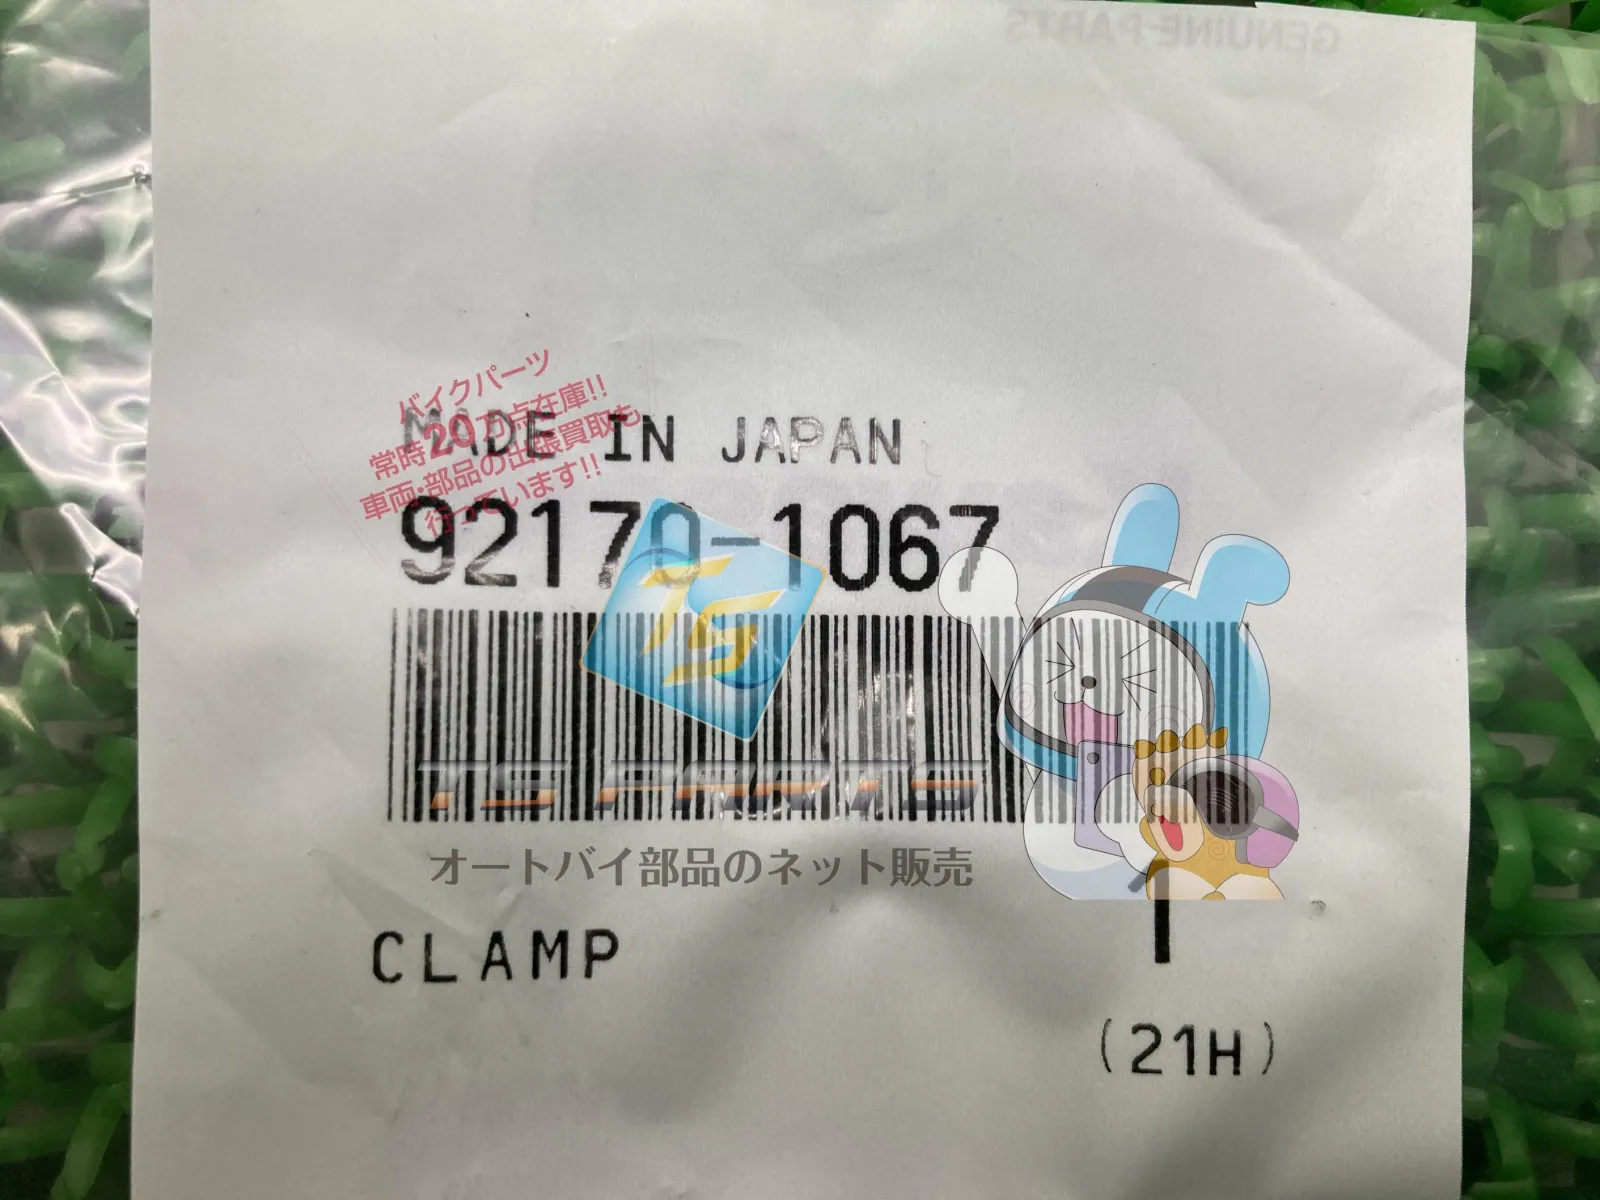 GENUINE-PARTS
バイクパーツ
常時20万点在庫!!
車両・部品の出張買取も
行っています!!
MADE IN JAPAN
92170-1067
TS
TS PARTS
オートバイ部品のネット販売
CLAMP
1
(21H)